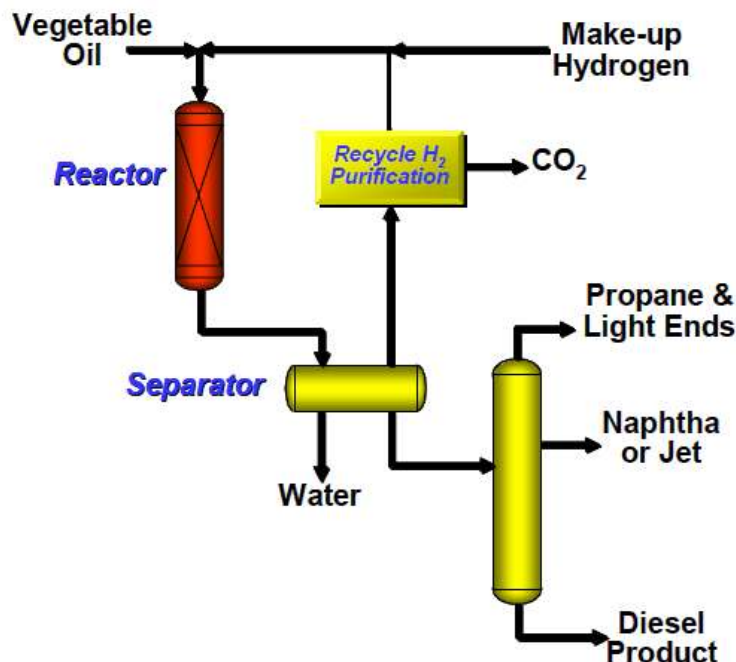 Vegetable
Oil
Make-up
Hydrogen
Reactor
Recycle H₂
Purification
CO₂
Propane &
Light Ends
Separator
Naphtha
or Jet
Water
Diesel
Product